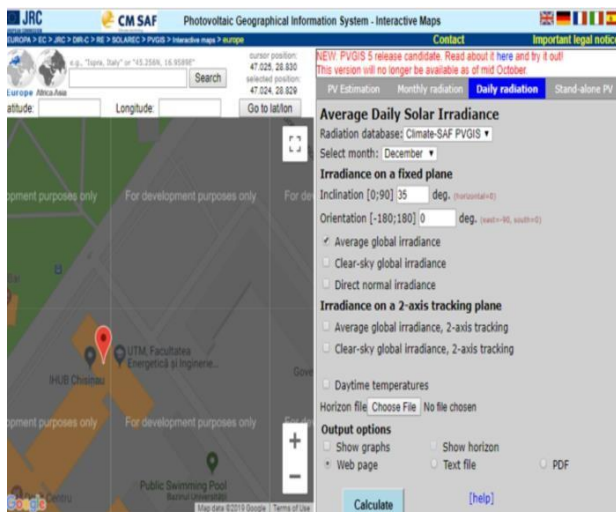 JRC
CM SAF
Photovoltaic Geographical Information System - Interactive Maps
EUROPA > EC > JRC > DIR-C > RE > SOLAREC > PVGIS > Interactive maps > europe
Contact
Important legal notice
cursor position:
47.025, 28.830
selected position:
47.024, 28.829
e.g., "Ispra, Italy" or "45.256N, 16.9589E"
Search
Europe Africa-Asia
atitude:
Longitude:
Go to lat/lon
NEW: PVGIS 5 release candidate. Read about it here and try it out!
This version will no longer be available as of mid October
PV Estimation
Monthly radiation
Daily radiation
Stand-alone PV
Average Daily Solar Irradiance
Radiation database: Climate-SAF PVGIS
Select month: December
Irradiance on a fixed plane
Inclination [0;90] 35 deg. (horizontal=0)
Orientation [-180;180] 0 deg. (east=-90, south=0)
Average global irradiance
Clear-sky global irradiance
Direct normal irradiance
Irradiance on a 2-axis tracking plane
Average global irradiance, 2-axis tracking
Clear-sky global irradiance, 2-axis tracking
Daytime temperatures
Horizon file Choose File No file chosen
Output options
Show graphs
Show horizon
Web page
Text file
PDF
Calculate
[help]
opment purposes only
For development purposes only
For de
UTM, Facultatea
Energetică și Inginerie...
IHUB Chisinau
Gove
opment purposes only
For development purposes only
Public Swimming Pool
Bazinul Universității
Google
Centru
Map data ©2019 Google
Terms of Use